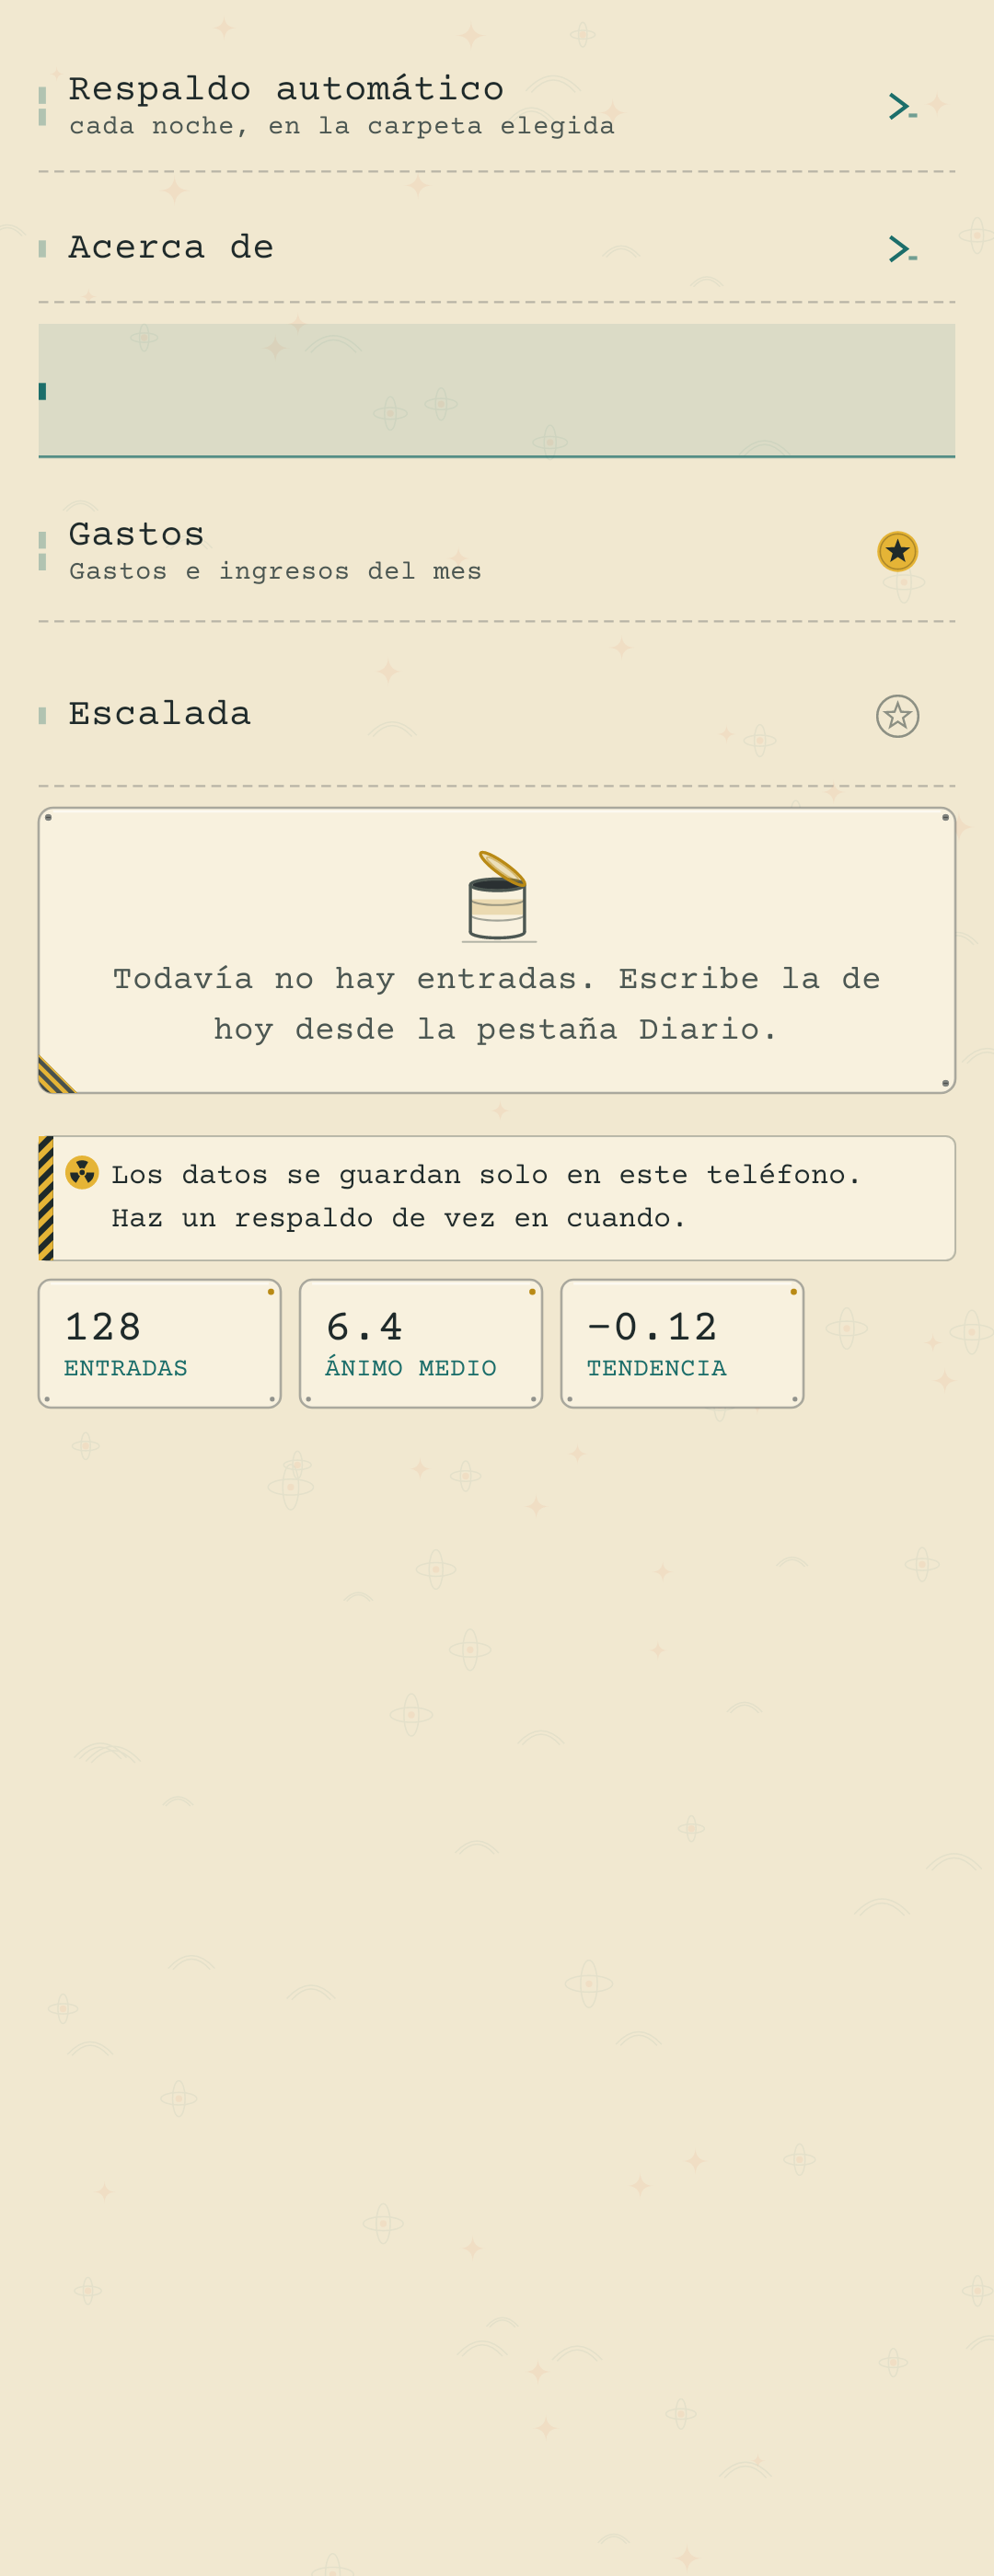 Respaldo automático
cada noche, en la carpeta elegida
Acerca de
Gastos
Gastos e ingresos del mes
Escalada
Todavía no hay entradas. Escribe la de
hoy desde la pestaña Diario.
Los datos se guardan solo en este teléfono.
Haz un respaldo de vez en cuando.
128
ENTRADAS
6.4
ÁNIMO MEDIO
−0.12
TENDENCIA